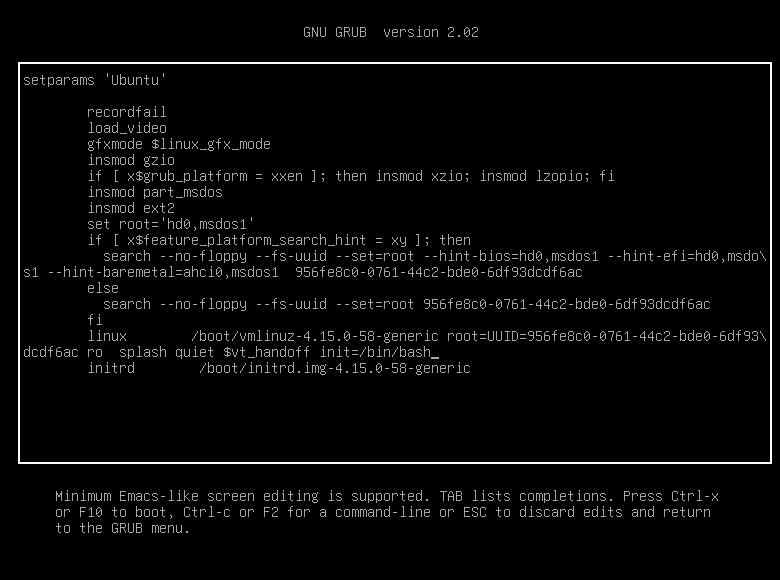 GNU GRUB  version 2.02
setparams 'Ubuntu'
recordfail
load_video
gfxmode $linux_gfx_mode
insmod gzio
if [ x$grub_platform = xxen ]; then insmod xzio; insmod lzopio; fi
insmod part_msdos
insmod ext2
set root='hd0,msdos1'
if [ x$feature_platform_search_hint = xy ]; then
search --no-floppy --fs-uuid --set=root --hint-bios=hd0,msdos1 --hint-efi=hd0,msdo\
s1 --hint-baremetal=ahci0,msdos1  956fe8c0-0761-44c2-bde0-6df93dcdf6ac
else
search --no-floppy --fs-uuid --set=root 956fe8c0-0761-44c2-bde0-6df93dcdf6ac
fi
linux        /boot/vmlinuz-4.15.0-58-generic root=UUID=956fe8c0-0761-44c2-bde0-6df93\
dcdf6ac ro  splash quiet $vt_handoff init=/bin/bash_
initrd        /boot/initrd.img-4.15.0-58-generic
Minimum Emacs-like screen editing is supported. TAB lists completions. Press Ctrl-x
or F10 to boot, Ctrl-c or F2 for a command-line or ESC to discard edits and return
to the GRUB menu.